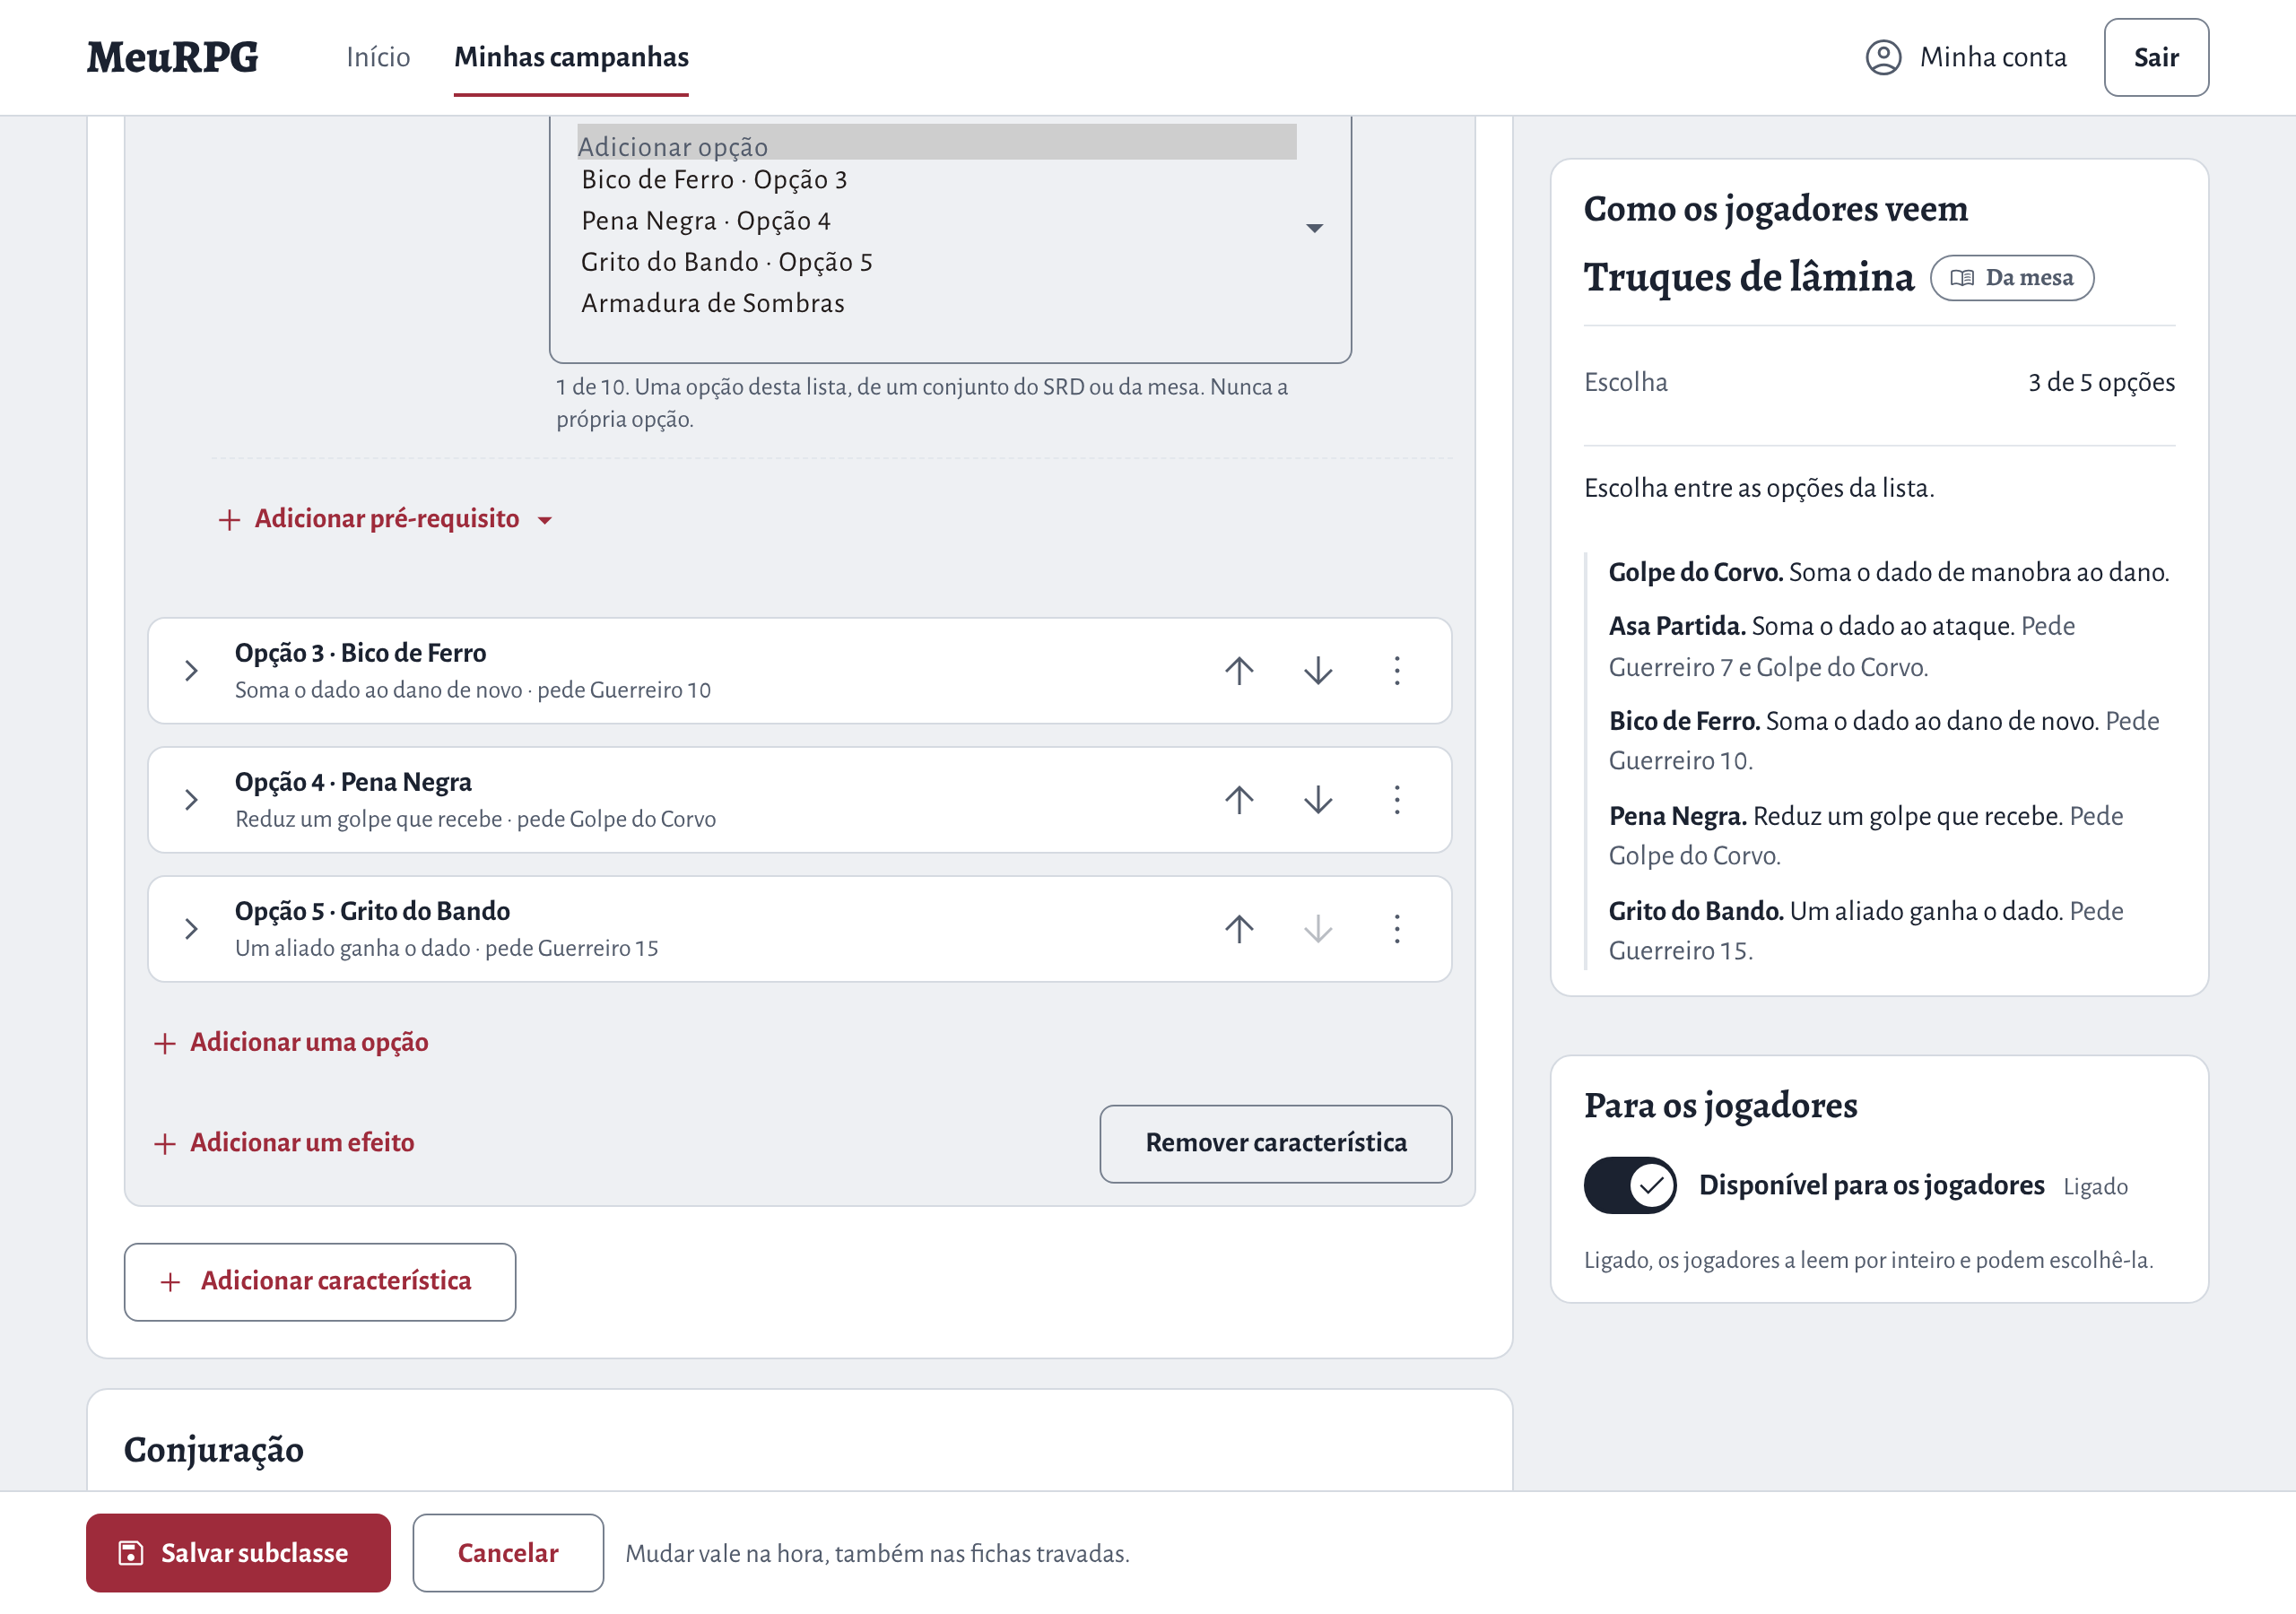 MeuRPG
Início
Minhas campanhas
Minha conta
Sair
Adicionar opção
Bico de Ferro · Opção 3
Pena Negra · Opção 4
Grito do Bando · Opção 5
Armadura de Sombras
1 de 10. Uma opção desta lista, de um conjunto do SRD ou da mesa. Nunca a
própria opção.
Adicionar pré-requisito
Opção 3 · Bico de Ferro
Soma o dado ao dano de novo · pede Guerreiro 10
Opção 4 · Pena Negra
Reduz um golpe que recebe · pede Golpe do Corvo
Opção 5 · Grito do Bando
Um aliado ganha o dado · pede Guerreiro 15
Adicionar uma opção
Adicionar um efeito
Remover característica
Adicionar característica
Conjuração
Como os jogadores veem
Truques de lâmina
Da mesa
Escolha
3 de 5 opções
Escolha entre as opções da lista.
Golpe do Corvo. Soma o dado de manobra ao dano.
Asa Partida. Soma o dado ao ataque. Pede
Guerreiro 7 e Golpe do Corvo.
Bico de Ferro. Soma o dado ao dano de novo. Pede
Guerreiro 10.
Pena Negra. Reduz um golpe que recebe. Pede
Golpe do Corvo.
Grito do Bando. Um aliado ganha o dado. Pede
Guerreiro 15.
Para os jogadores
Disponível para os jogadores
Ligado
Ligado, os jogadores a leem por inteiro e podem escolhê-la.
Salvar subclasse
Cancelar
Mudar vale na hora, também nas fichas travadas.